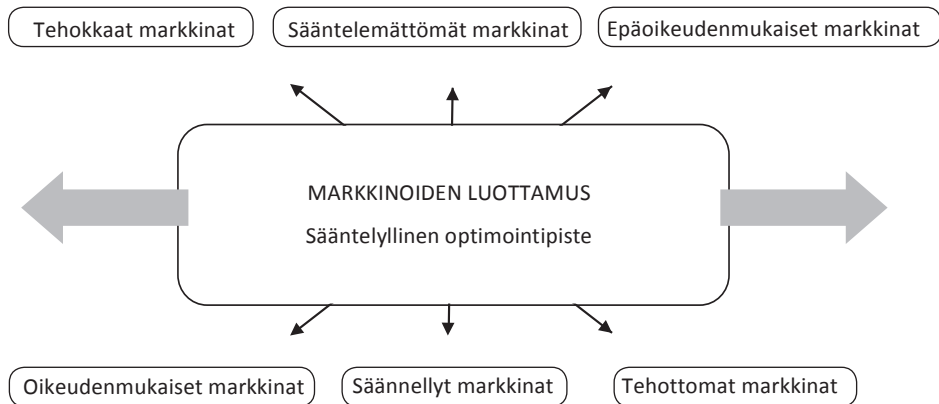 Tehokkaat markkinat
Sääntelemättömät markkinat
Epäoikeudenmukaiset markkinat
MARKKINOIDEN LUOTTAMUS
Sääntelyllinen optimointipiste
Oikeudenmukaiset markkinat
Säännellyt markkinat
Tehottomat markkinat